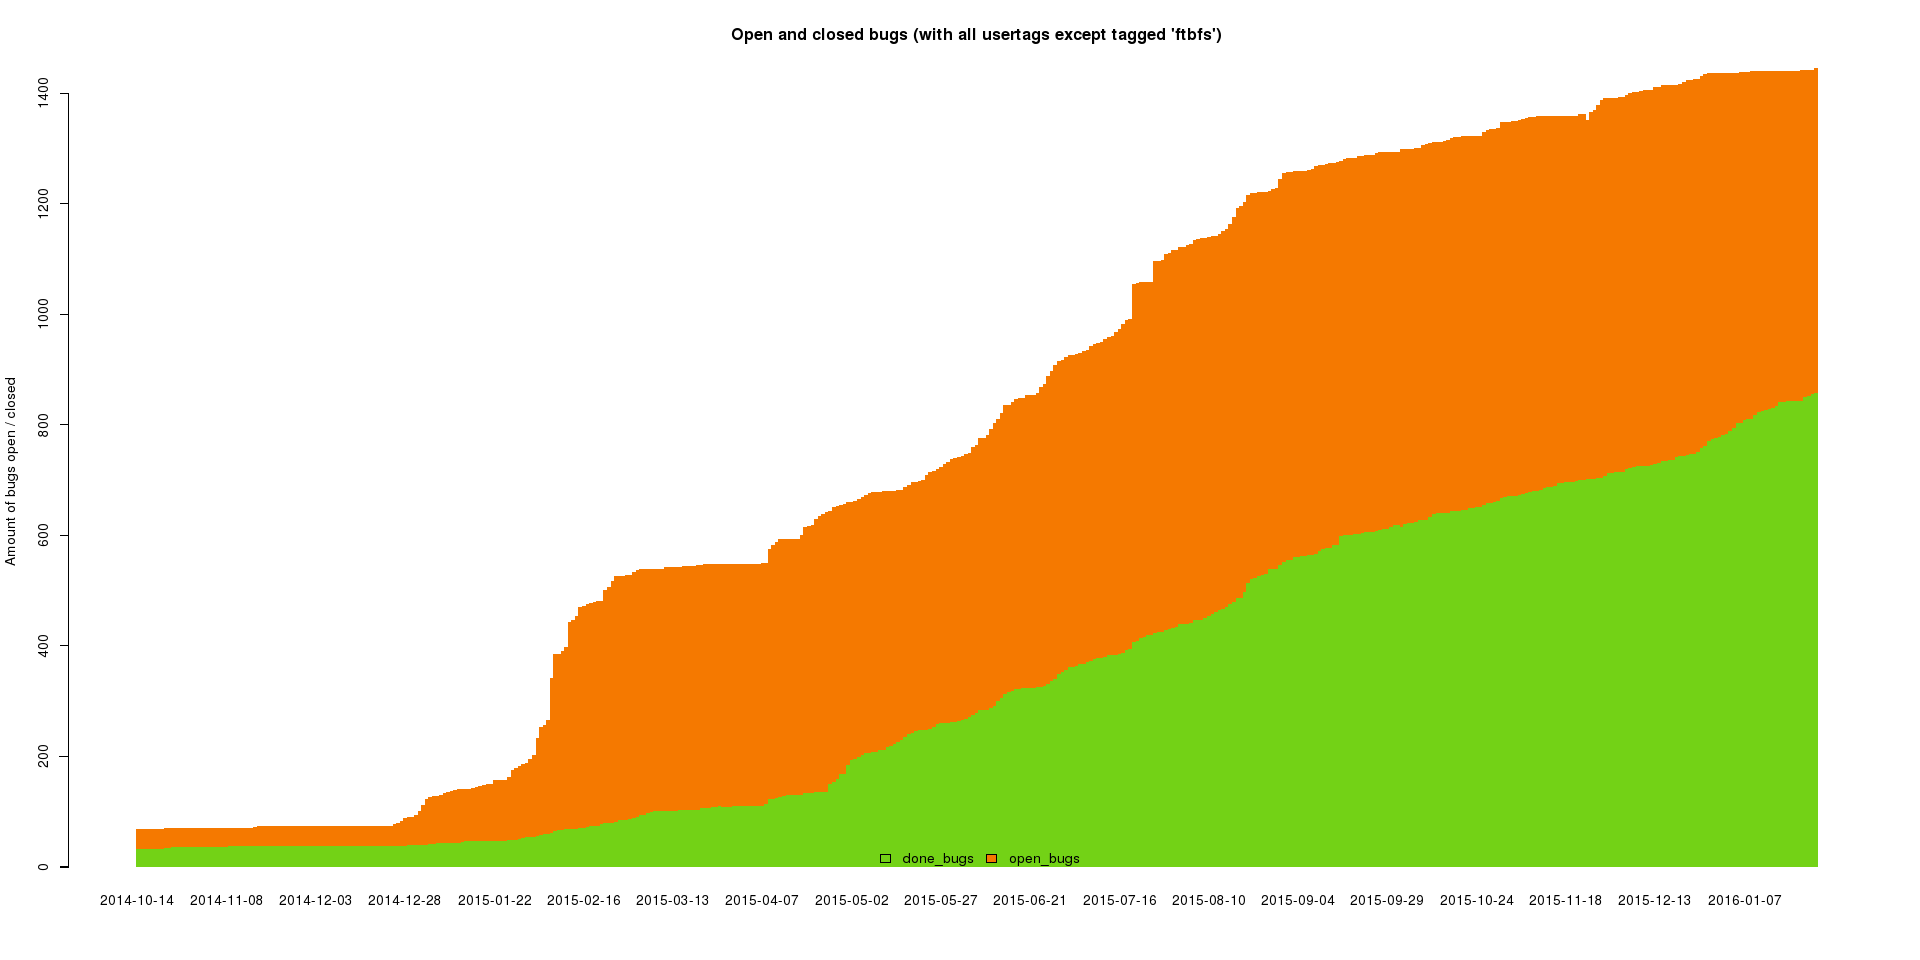 Open and closed bugs (with all usertags except tagged 'ftbfs')
Amount of bugs open / closed
1400
1200
1000
800
600
400
200
0
done_bugs open_bugs
2014-10-14 2014-11-08 2014-12-03 2014-12-28 2015-01-22 2015-02-16 2015-03-13 2015-04-07 2015-05-02 2015-05-27 2015-06-21 2015-07-16 2015-08-10 2015-09-04 2015-09-29 2015-10-24 2015-11-18 2015-12-13 2016-01-07